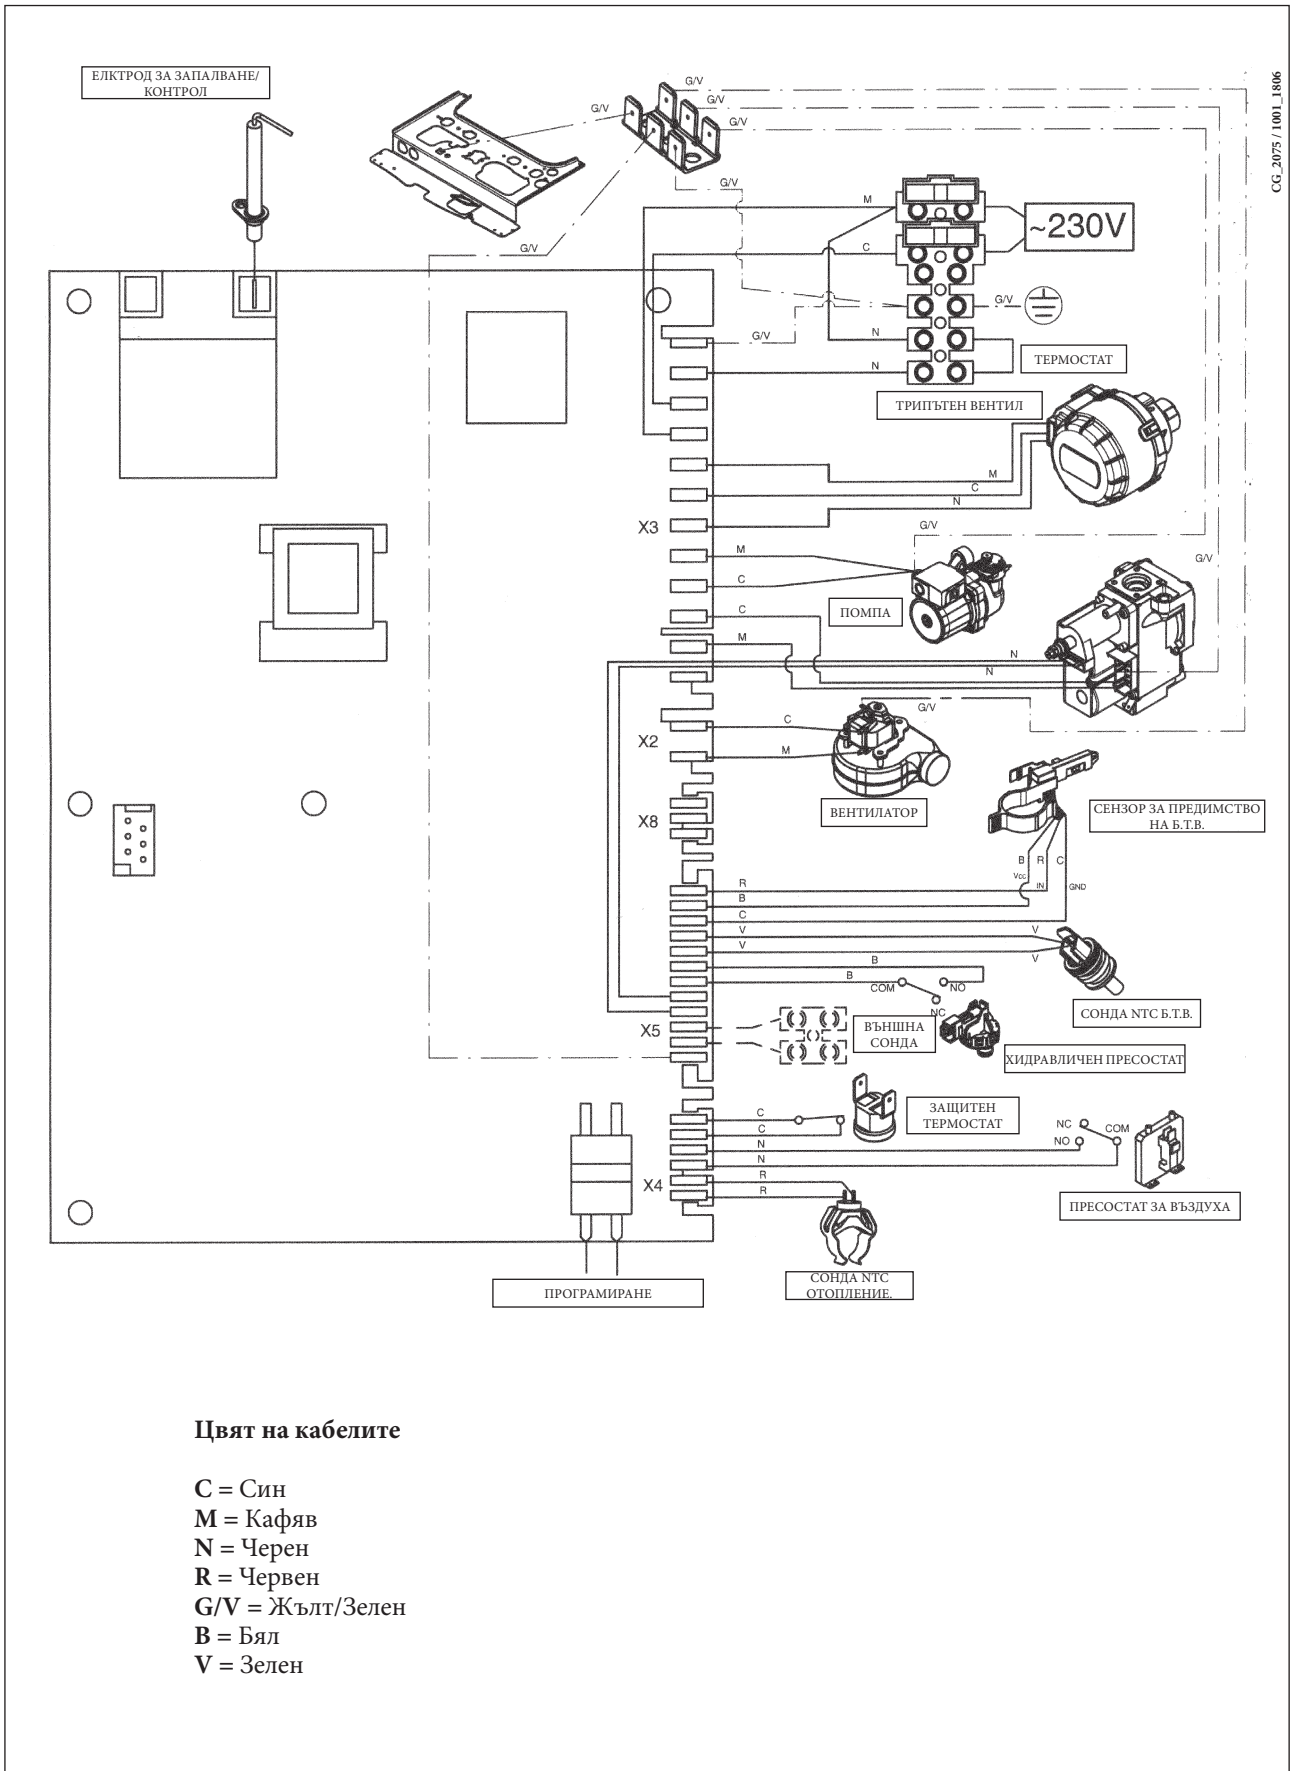 ЕЛКТРОД ЗА ЗАПАЛВАНЕ/
КОНТРОЛ
G/V
G/V
G/V
G/V
G/V
G/V
CG_2075 / 1001_1806
M
~230V
C
G/V
G/V
N
ТЕРМОСТАТ
N
ТРИПЪТЕН ВЕНТИЛ
M
C
N
X3
G/V
M
G/V
C
ПОМПА
C
M
N
N
G/V
C
X2
M
ВЕНТИЛАТОР
X8
СЕНЗОР ЗА ПРЕДИМСТВО
НА Б.Т.В.
B R C
Vcc
IN
GND
R
B
C
V
V
V
V
B
B
COM
NO
NC
СОНДА NTC Б.Т.В.
X5
ВЪНШНА
СОНДА
ХИДРАВЛИЧЕН ПРЕСОСТАТ
ЗАЩИТЕН
ТЕРМОСТАТ
C
C
N
N
NC
COM
NO
R
X4
R
ПРЕСОСТАТ ЗА ВЪЗДУХА
СОНДА NTC
ОТОПЛЕНИЕ.
ПРОГРАМИРАНЕ
Цвят на кабелите
C = Син
M = Кафяв
N = Черен
R = Червен
G/V = Жълт/Зелен
B = Бял
V = Зелен